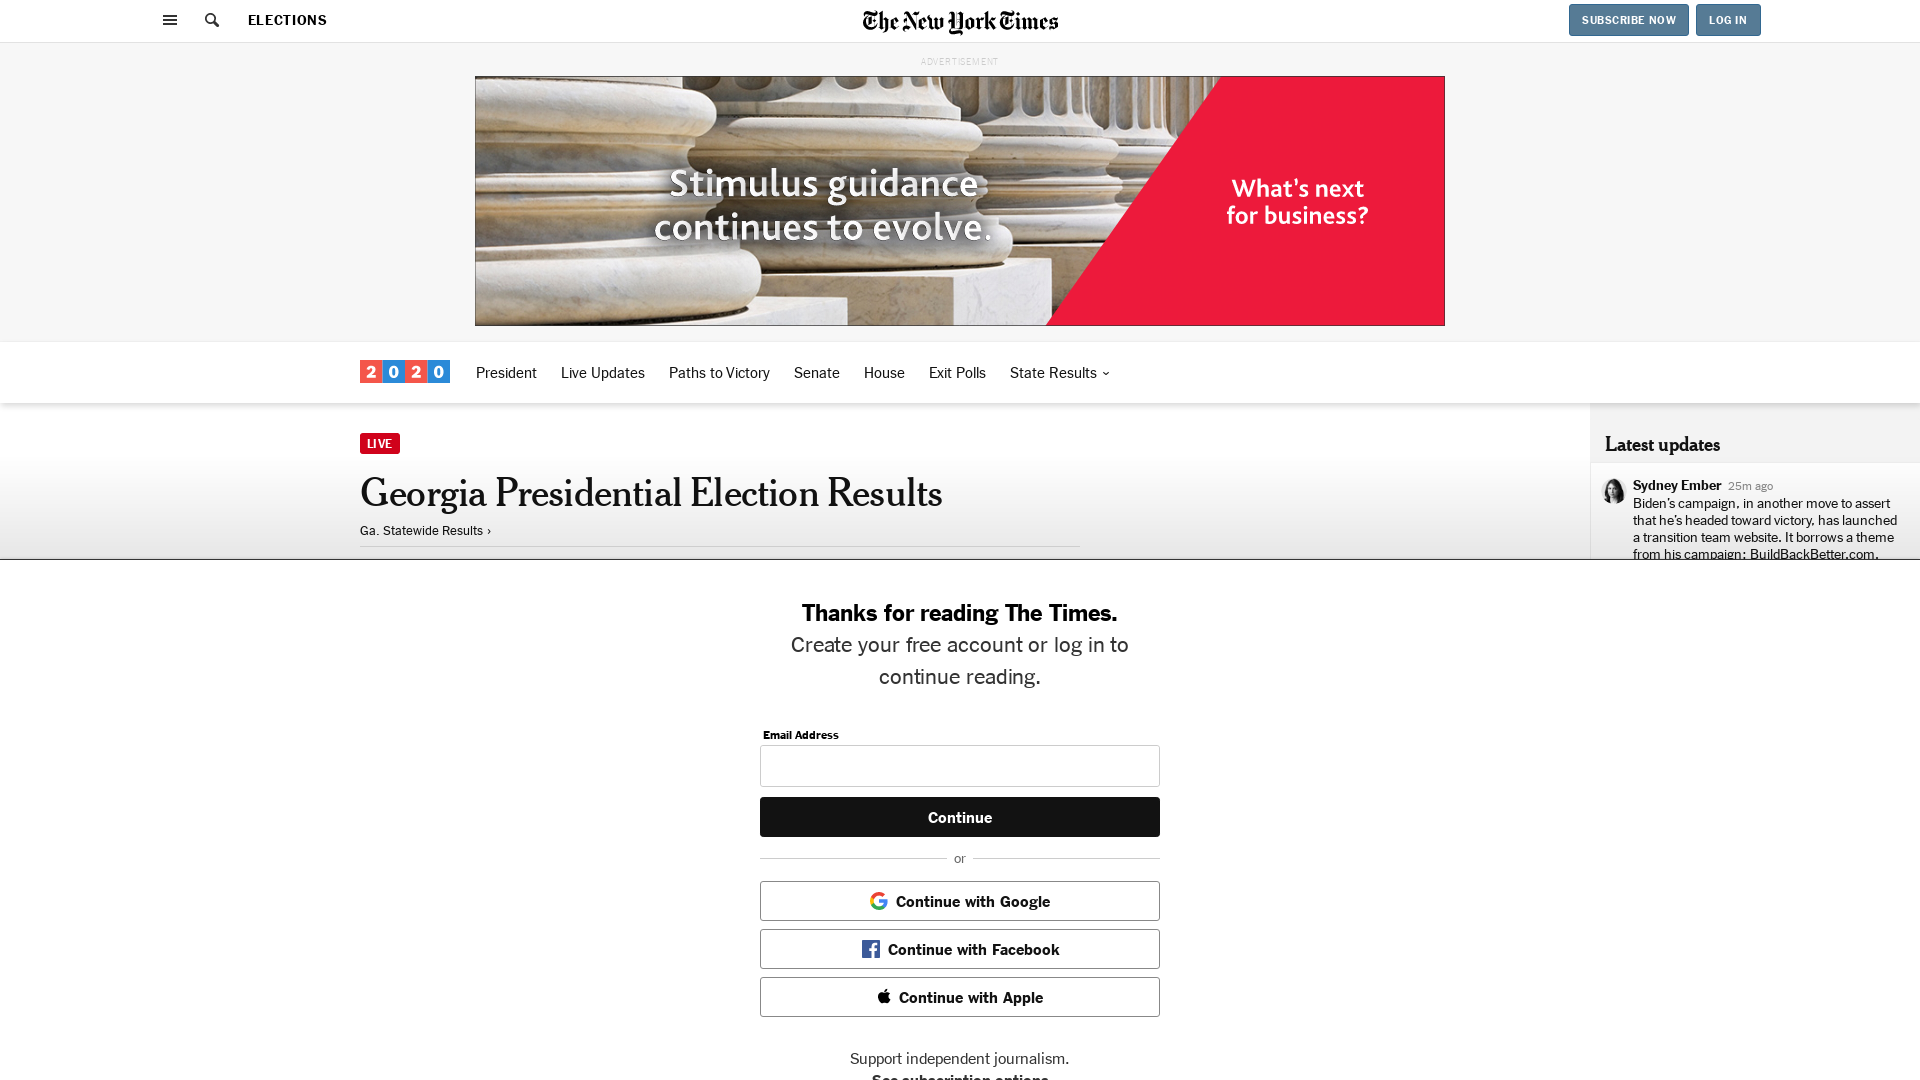 ELECTIONS
The New York Times
SUBSCRIBE NOW
LOG IN
ADVERTISEMENT
Stimulus guidance
continues to evolve.
What's next
for business?
2020
President
Live Updates
Paths to Victory
Senate
House
Exit Polls
State Results
LIVE
Georgia Presidential Election Results
Ga. Statewide Results ›
Latest updates
Sydney Ember 25m ago
Biden's campaign, in another move to assert
that he's headed toward victory, has launched
a transition team website. It borrows a theme
from his campaign: BuildBackBetter.com.
Thanks for reading The Times.
Create your free account or log in to
continue reading.
Email Address
Continue
or
Continue with Google
Continue with Facebook
Continue with Apple
Support independent journalism.
See subscription options